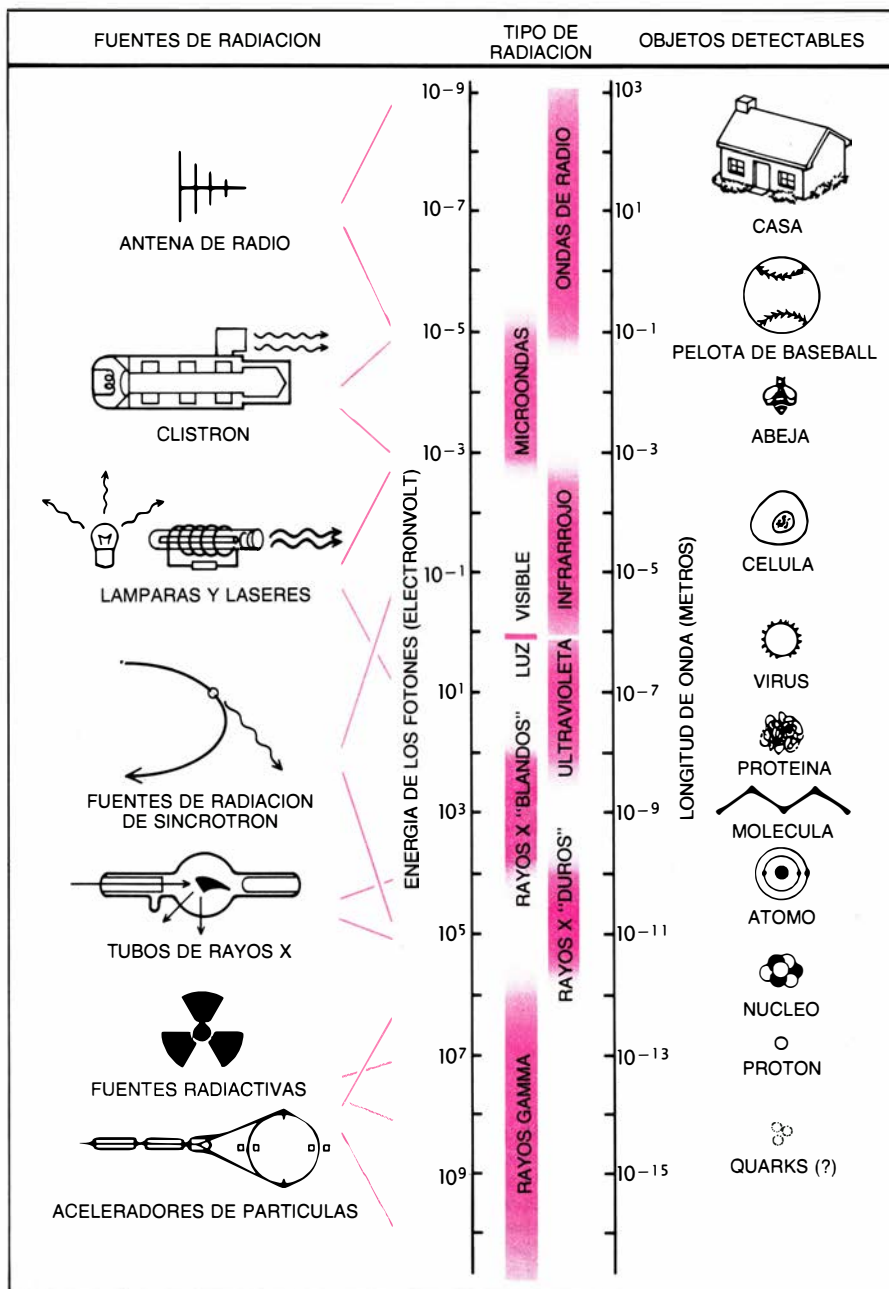 FUENTES DE RADIACION
TIPO DE
RADIACION
OBJETOS DETECTABLES
ANTENA DE RADIO
CLISTRON
LAMPARAS Y LASERES
FUENTES DE RADIACION
DE SINCROTRON
TUBOS DE RAYOS X
FUENTES RADIACTIVAS
ACELERADORES DE PARTICULAS
ENERGIA DE LOS FOTONES (ELECTRONVOLT)
10⁻⁹
10⁻⁷
10⁻⁵
10⁻³
10⁻¹
10¹
10³
10⁵
10⁷
10⁹
ONDAS DE RADIO
MICROONDAS
INFRARROJO
LUZ VISIBLE
ULTRAVIOLETA
RAYOS X "BLANDOS"
RAYOS X "DUROS"
RAYOS GAMMA
10³
10¹
10⁻¹
10⁻³
10⁻⁵
10⁻⁷
10⁻⁹
10⁻¹¹
10⁻¹³
10⁻¹⁵
LONGITUD DE ONDA (METROS)
CASA
PELOTA DE BASEBALL
ABEJA
CELULA
VIRUS
PROTEINA
MOLECULA
ATOMO
NUCLEO
PROTON
QUARKS (?)